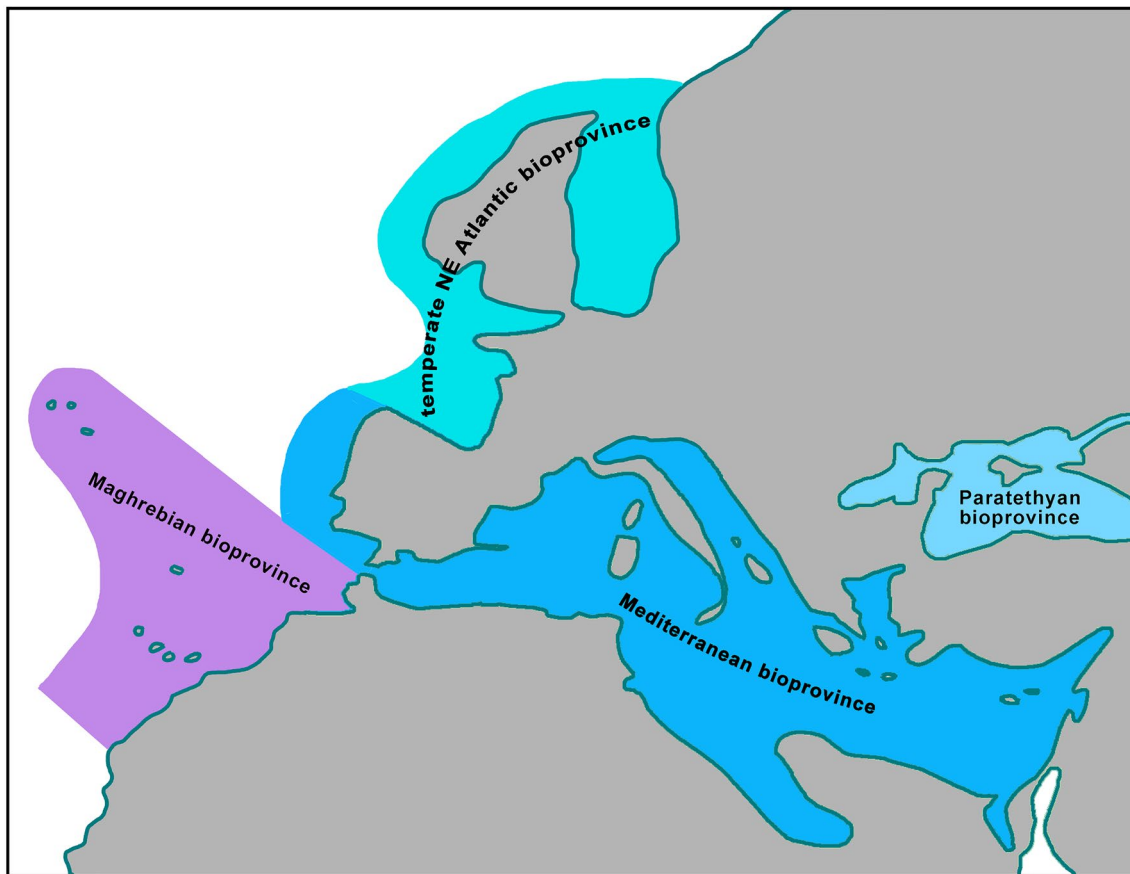 temperate NE Atlantic bioprovince
Maghrebian bioprovince
Paratethyan
bioprovince
Mediterranean bioprovince